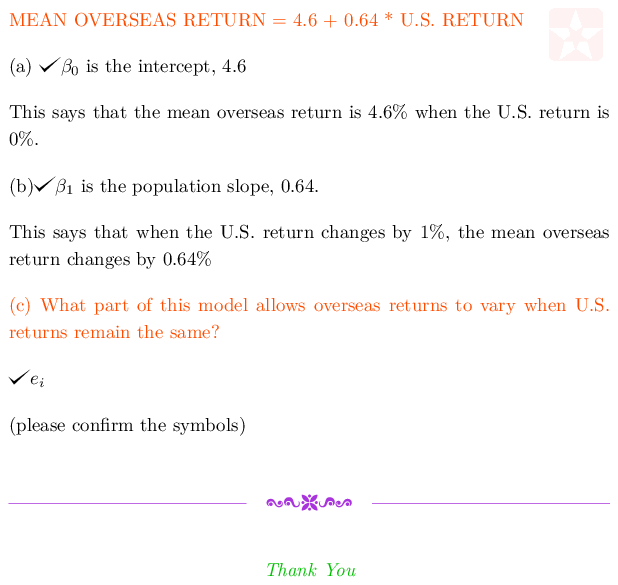 MEAN OVERSEAS RETURN = 4.6 + 0.64 * U.S. RETURN
(a) ✓β₀ is the intercept, 4.6
This says that the mean overseas return is 4.6% when the U.S. return is
0%.
(b)✓β₁ is the population slope, 0.64.
This says that when the U.S. return changes by 1%, the mean overseas
return changes by 0.64%
(c) What part of this model allows overseas returns to vary when U.S.
returns remain the same?
✓eᵢ
(please confirm the symbols)
Thank You